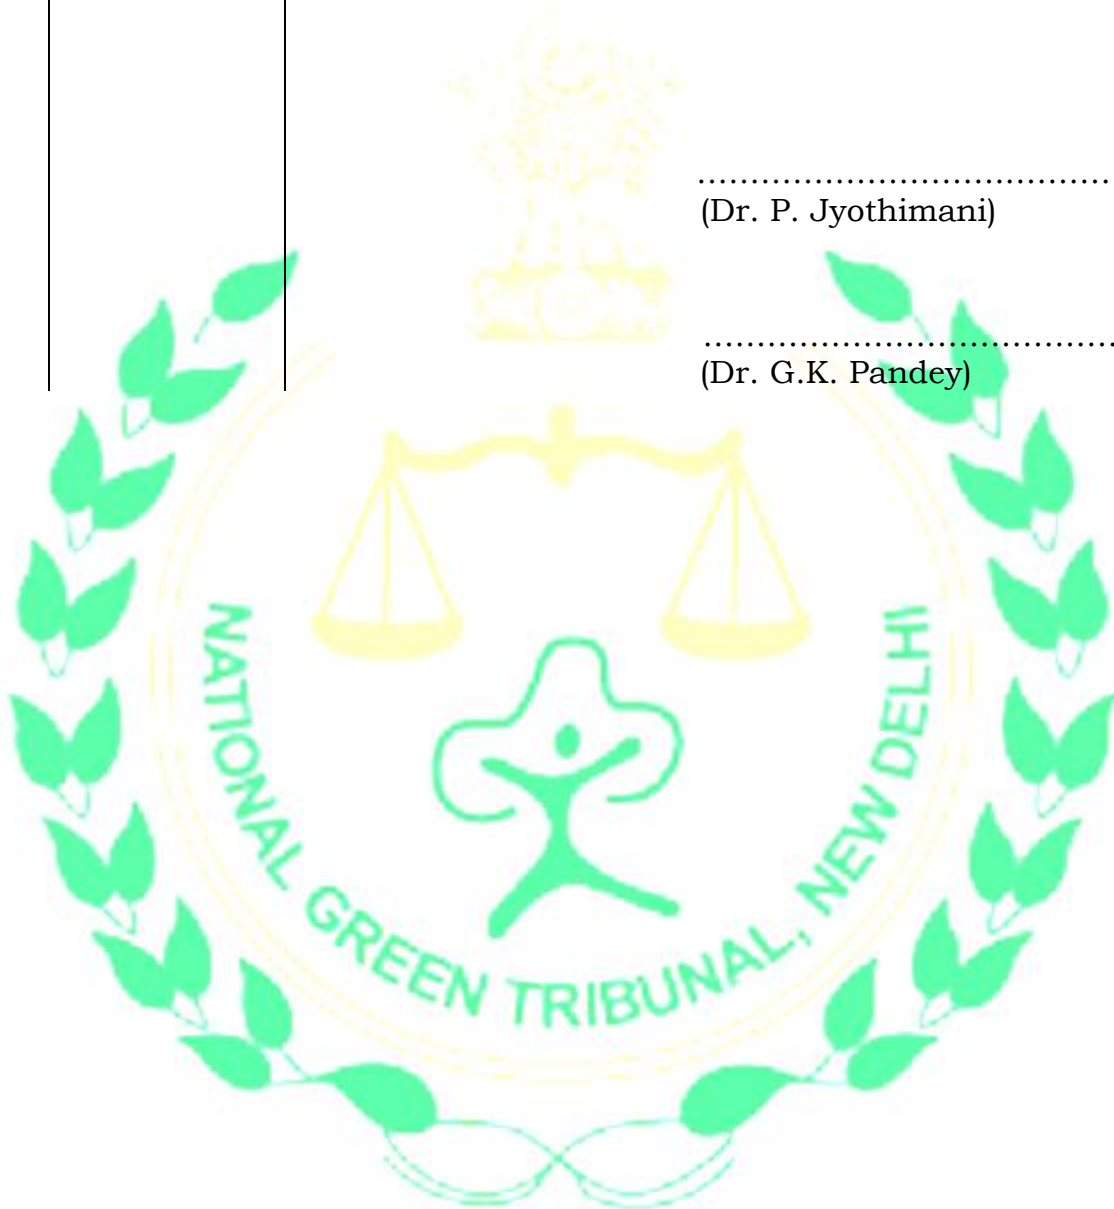 ……………………………………
(Dr. P. Jyothimani)
……………………………………
(Dr. G.K. Pandey)
NATIONAL GREEN TRIBUNAL, NEW DELHI